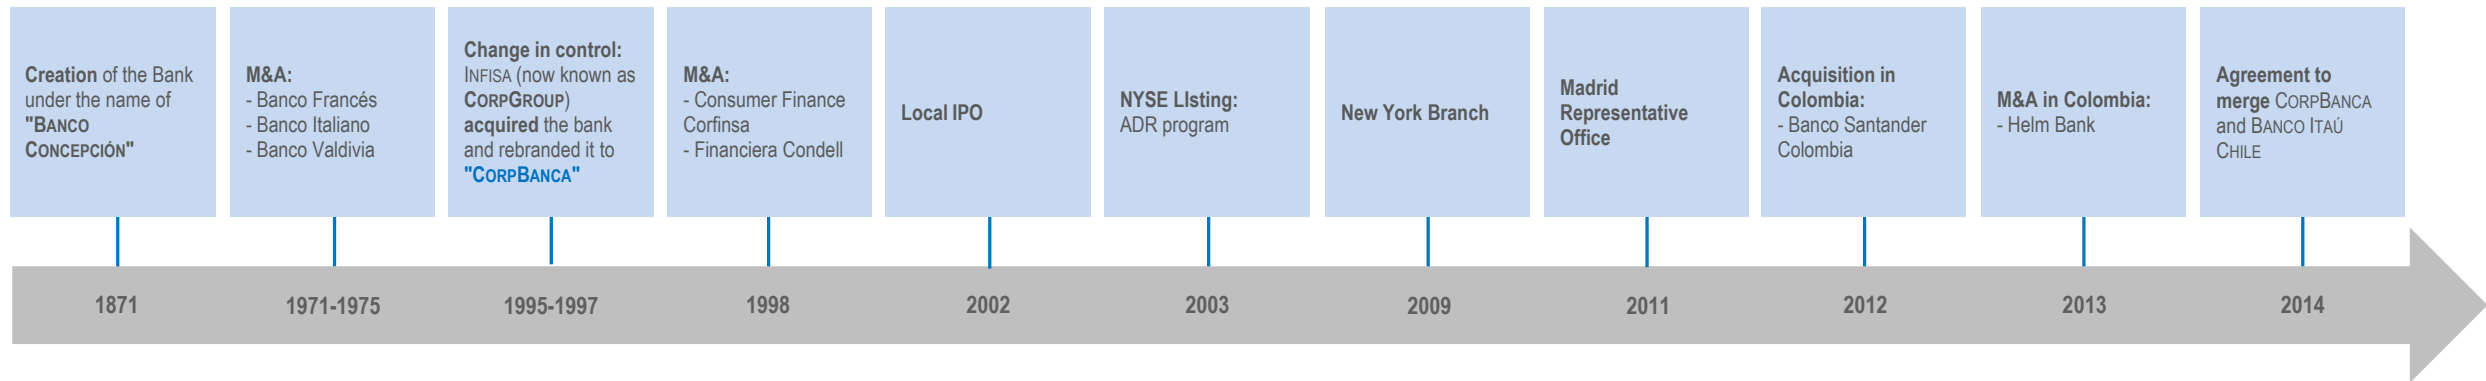 Creation of the Bank
under the name of
"BANCO
CONCEPCIÓN"
M&A:
- Banco Francés
- Banco Italiano
- Banco Valdivia
Change in control:
INFISA (now known as
CORPGROUP)
acquired the bank
and rebranded it to
"CORPBANCA"
M&A:
- Consumer Finance
Corfinsa
- Financiera Condell
Local IPO
NYSE LIsting:
ADR program
New York Branch
Madrid
Representative
Office
Acquisition in
Colombia:
- Banco Santander
Colombia
M&A in Colombia:
- Helm Bank
Agreement to
merge CORPBANCA
and BANCO ITAÚ
CHILE
1871
1971-1975
1995-1997
1998
2002
2003
2009
2011
2012
2013
2014